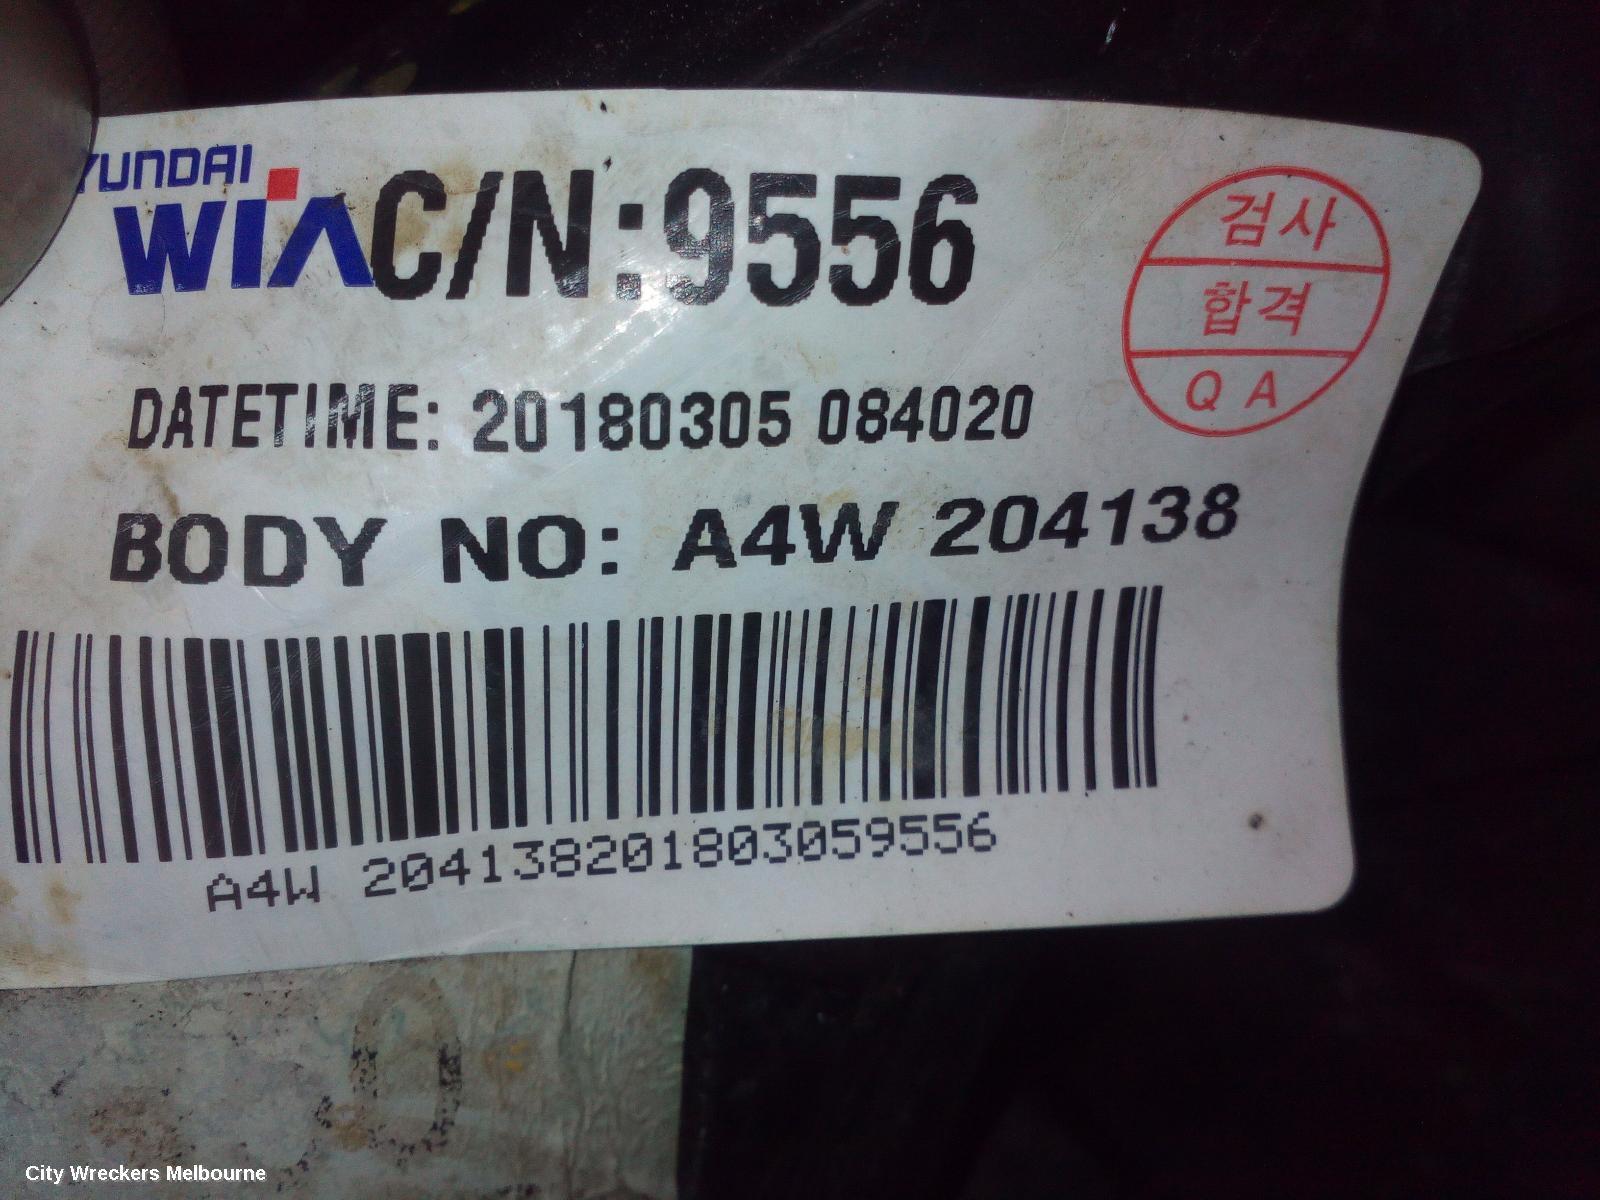 YUNDAI
WIA C/N:9556
검사
합격
QA
DATETIME: 20180305 084020
BODY NO: A4W 204138
A4W 204138201803059556
City Wreckers Melbourne